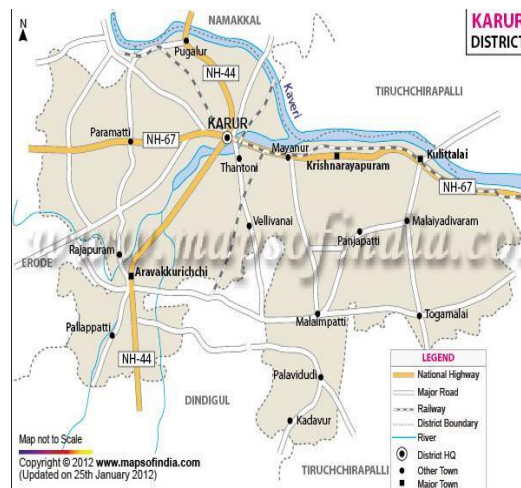 KARUR
DISTRICT
N
NAMAKKAL
Pugalur
NH-44
Kaveri
KARUR
TIRUCHCHIRAPALLI
Paramatti
NH-67
Thantoni
Mayanur
Krishnarayapuram
Kulittalai
NH-67
Vellivanai
Malaiyadivaram
Panjapatti
www.mapsofindia.co
Rajapuram
ERODE
Aravakkurichchi
Malaimpatti
Togamalai
Pallappatti
NH-44
Palavidudi
DINDIGUL
Kadavur
TIRUCHCHIRAPALLI
LEGEND
National Highway
Major Road
Railway
District Boundary
River
District HQ
Other Town
Major Town
Map not to Scale
Copyright © 2012 www.mapsofindia.com
(Updated on 25th January 2012)